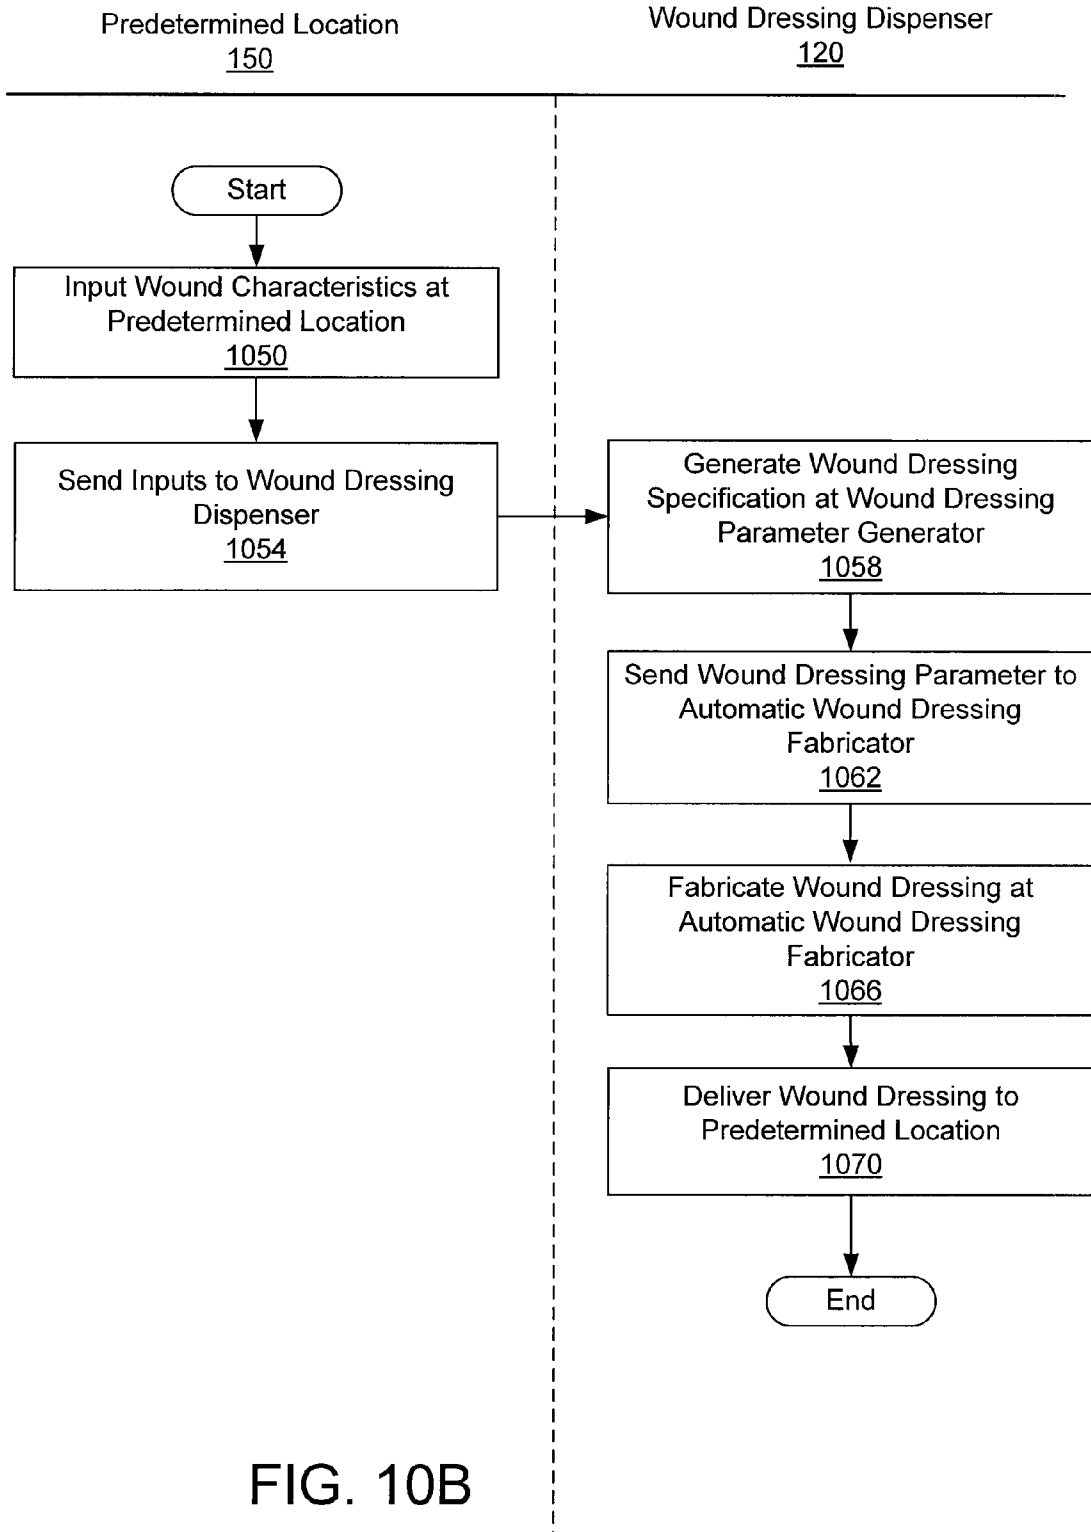 Predetermined Location
150
Wound Dressing Dispenser
120
Start
Input Wound Characteristics at
Predetermined Location
1050
Send Inputs to Wound Dressing
Dispenser
1054
Generate Wound Dressing
Specification at Wound Dressing
Parameter Generator
1058
Send Wound Dressing Parameter to
Automatic Wound Dressing
Fabricator
1062
Fabricate Wound Dressing at
Automatic Wound Dressing
Fabricator
1066
Deliver Wound Dressing to
Predetermined Location
1070
End
FIG. 10B